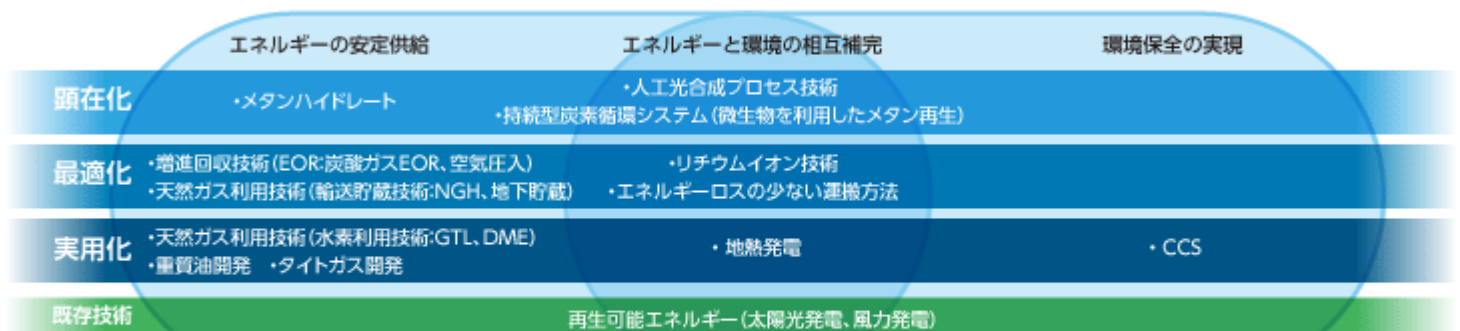 エネルギーの安定供給
エネルギーと環境の相互補完
環境保全の実現
顕在化
・メタンハイドレート
・人工光合成プロセス技術
・持続型炭素循環システム(微生物を利用したメタン再生)
最適化
・増進回収技術(EOR:炭酸ガスEOR、空気圧入)
・天然ガス利用技術(輸送貯蔵技術:NGH、地下貯蔵)
・リチウムイオン技術
・エネルギーロスの少ない運搬方法
実用化
・天然ガス利用技術(水素利用技術:GTL、DME)
・重質油開発 ・タイトガス開発
・地熱発電
・CCS
既存技術
再生可能エネルギー(太陽光発電、風力発電)